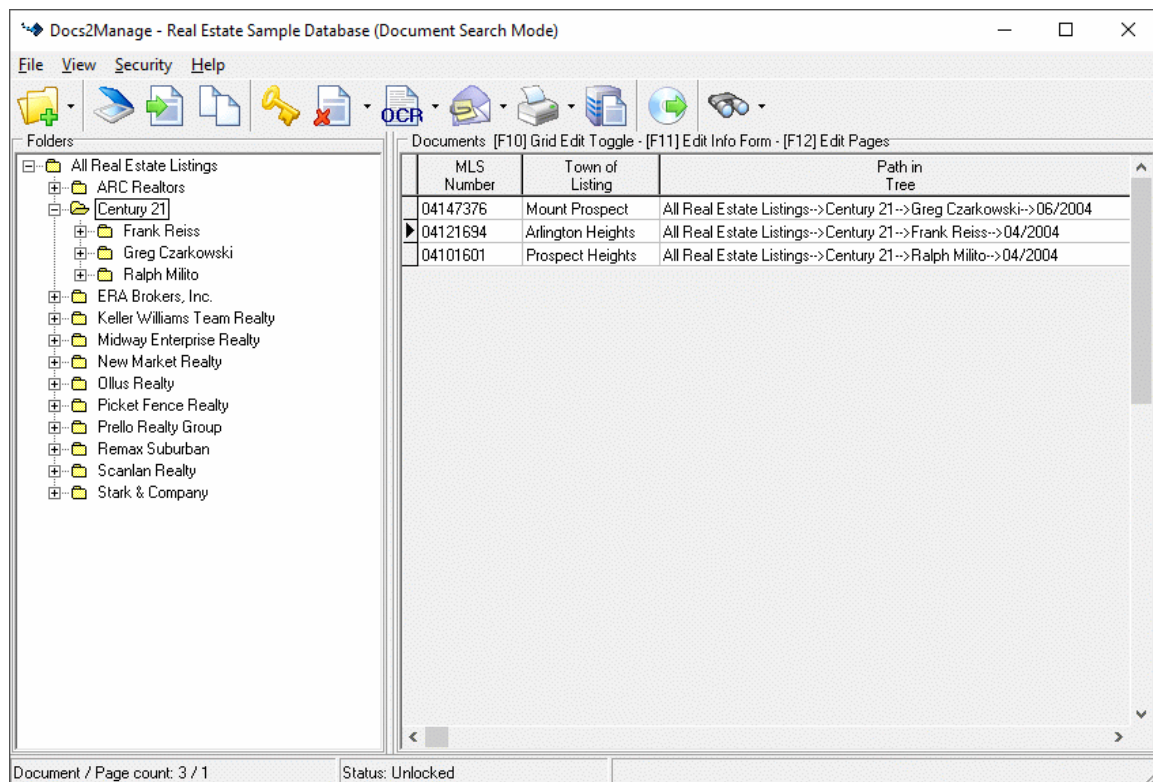 Docs2Manage - Real Estate Sample Database (Document Search Mode)
File View Security Help
OCR
Folders
All Real Estate Listings
ARC Realtors
Century 21
Frank Reiss
Greg Czarkowski
Ralph Milito
ERA Brokers, Inc.
Keller Williams Team Realty
Midway Enterprise Realty
New Market Realty
Ollus Realty
Picket Fence Realty
Prello Realty Group
Remax Suburban
Scanlan Realty
Stark & Company
Documents [F10] Grid Edit Toggle - [F11] Edit Info Form - [F12] Edit Pages
MLS Number Town of Listing Path in Tree
04147376 Mount Prospect All Real Estate Listings-->Century 21-->Greg Czarkowski-->06/2004
04121694 Arlington Heights All Real Estate Listings-->Century 21-->Frank Reiss-->04/2004
04101601 Prospect Heights All Real Estate Listings-->Century 21-->Ralph Milito-->04/2004
Document / Page count: 3 / 1 Status: Unlocked